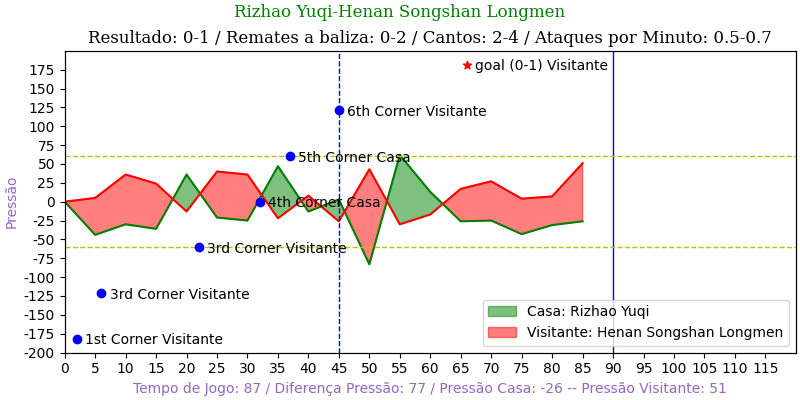 Rizhao Yuqi-Henan Songshan Longmen
Resultado: 0-1 / Remates a baliza: 0-2 / Cantos: 2-4 / Ataques por Minuto: 0.5-0.7
Pressão
175
150
125
100
75
50
25
0
-25
-50
-75
-100
-125
-150
-175
-200
goal (0-1) Visitante
6th Corner Visitante
5th Corner Casa
4th Corner Casa
3rd Corner Visitante
3rd Corner Visitante
1st Corner Visitante
Casa: Rizhao Yuqi
Visitante: Henan Songshan Longmen
0 5 10 15 20 25 30 35 40 45 50 55 60 65 70 75 80 85 90 95 100 105 110 115
Tempo de Jogo: 87 / Diferença Pressão: 77 / Pressão Casa: -26 -- Pressão Visitante: 51